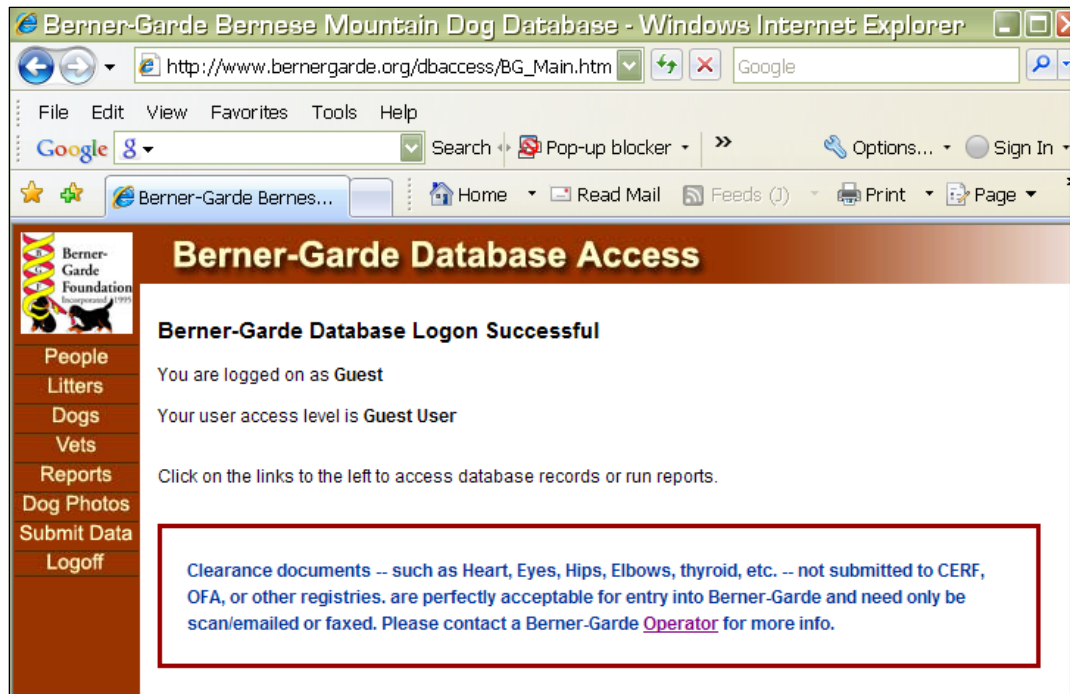 Berner-Garde Bernese Mountain Dog Database - Windows Internet Explorer
http://www.bernergarde.org/dbaccess/BG_Main.htm
Google
File Edit View Favorites Tools Help
Google Search Pop-up blocker » Options... Sign In
Berner-Garde Bernes... Home Read Mail Feeds (J) Print Page
Berner-
Garde
Foundation
Incorporated 1995
Berner-Garde Database Access
People
Litters
Dogs
Vets
Reports
Dog Photos
Submit Data
Logoff
Berner-Garde Database Logon Successful
You are logged on as Guest
Your user access level is Guest User
Click on the links to the left to access database records or run reports.
Clearance documents -- such as Heart, Eyes, Hips, Elbows, thyroid, etc. -- not submitted to CERF,
OFA, or other registries. are perfectly acceptable for entry into Berner-Garde and need only be
scan/emailed or faxed. Please contact a Berner-Garde Operator for more info.